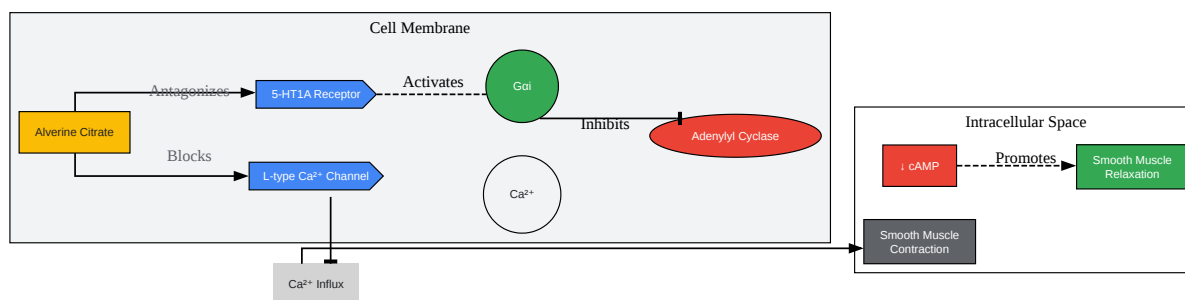 Cell Membrane
Antagonizes
5-HT1A Receptor
Activates
Gαi
Alverine Citrate
Inhibits
Adenylyl Cyclase
Blocks
L-type Ca²⁺ Channel
Ca²⁺
Ca²⁺ Influx
Intracellular Space
↓ cAMP
Promotes
Smooth Muscle
Relaxation
Smooth Muscle
Contraction